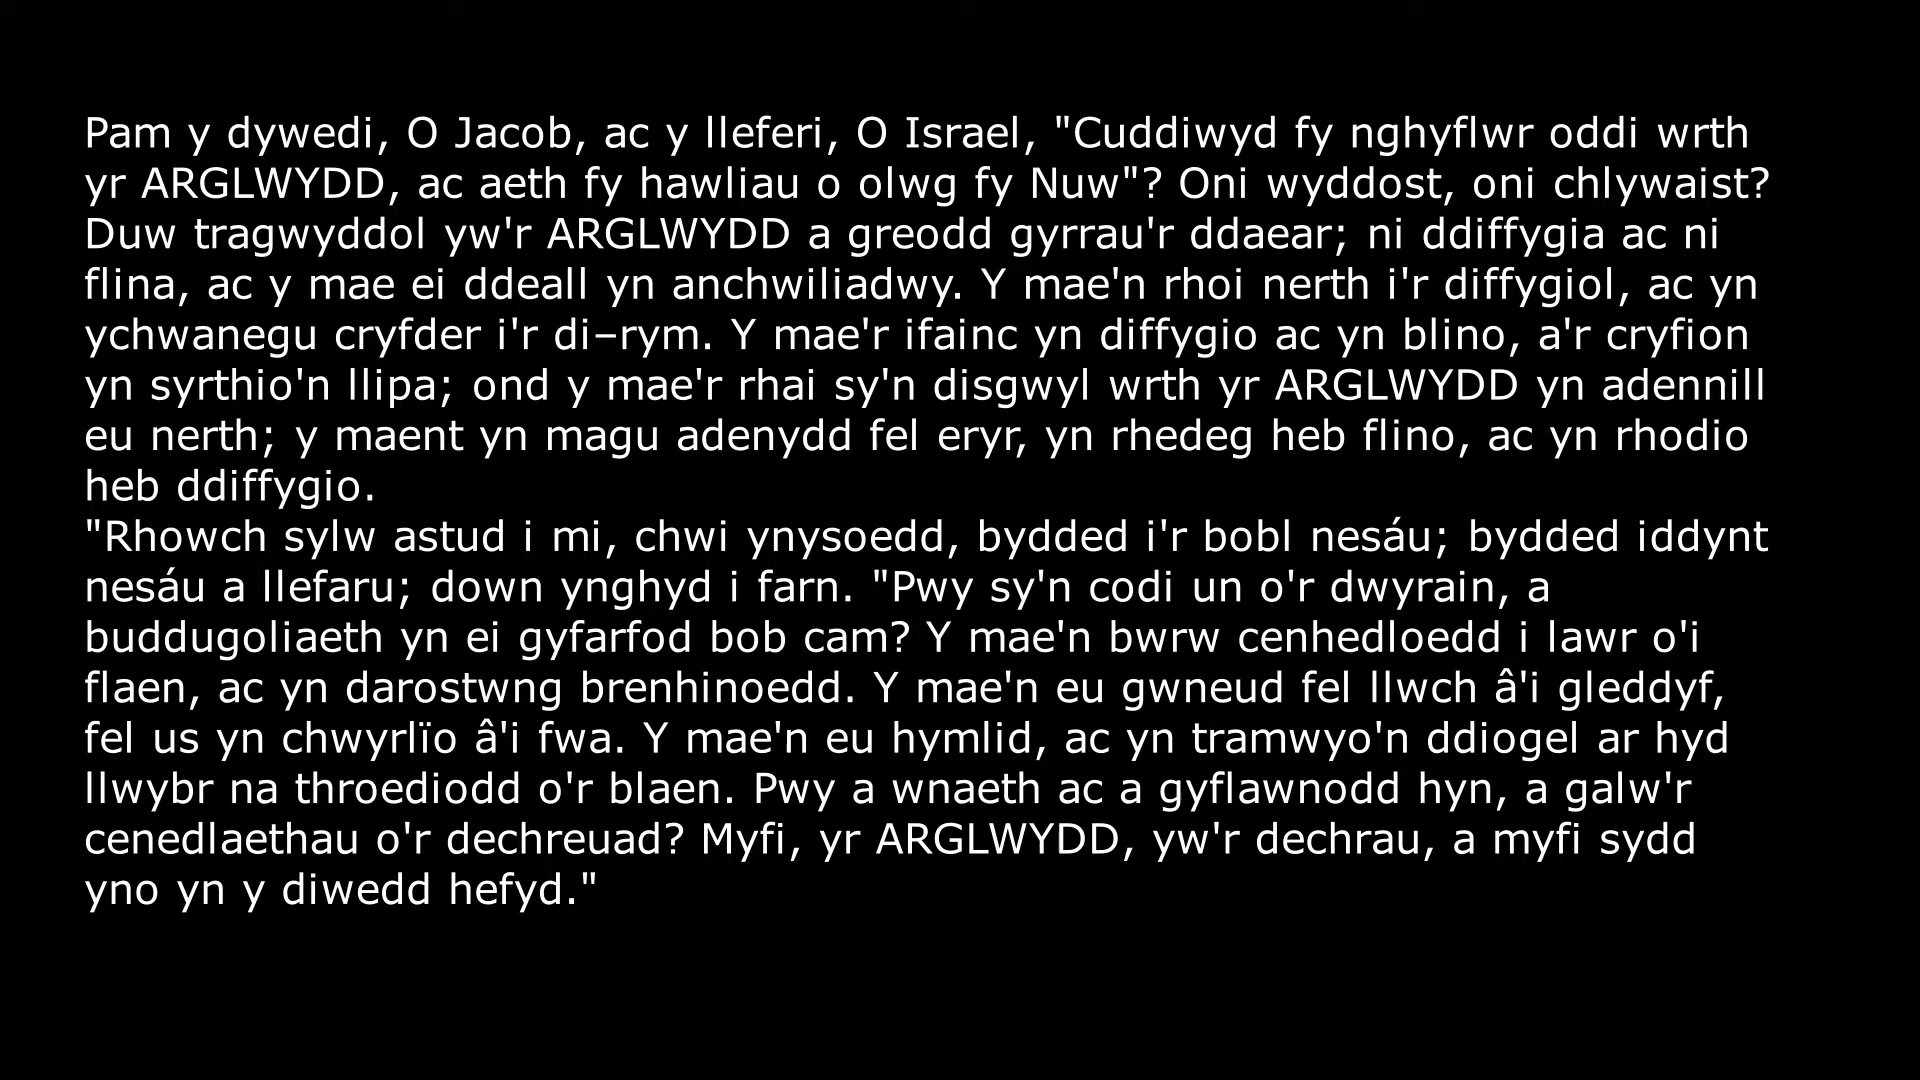 Pam y dywedi, O Jacob, ac y lleferi, O Israel, "Cuddiwyd fy nghyflwr oddi wrth
yr ARGLWYDD, ac aeth fy hawliau o olwg fy Nuw"? Oni wyddost, oni chlywaist?
Duw tragwyddol yw'r ARGLWYDD a greodd gyrrau'r ddaear; ni ddiffygia ac ni
flina, ac y mae ei ddeall yn anchwiliadwy. Y mae'n rhoi nerth i'r diffygiol, ac yn
ychwanegu cryfder i'r di–rym. Y mae'r ifainc yn diffygio ac yn blino, a'r cryfion
yn syrthio'n llipa; ond y mae'r rhai sy'n disgwyl wrth yr ARGLWYDD yn adennill
eu nerth; y maent yn magu adenydd fel eryr, yn rhedeg heb flino, ac yn rhodio
heb ddiffygio.
"Rhowch sylw astud i mi, chwi ynysoedd, bydded i'r bobl nesáu; bydded iddynt
nesáu a llefaru; down ynghyd i farn. "Pwy sy'n codi un o'r dwyrain, a
buddugoliaeth yn ei gyfarfod bob cam? Y mae'n bwrw cenhedloedd i lawr o'i
flaen, ac yn darostwng brenhinoedd. Y mae'n eu gwneud fel llwch â'i gleddyf,
fel us yn chwyrlïo â'i fwa. Y mae'n eu hymlid, ac yn tramwyo'n ddiogel ar hyd
llwybr na throediodd o'r blaen. Pwy a wnaeth ac a gyflawnodd hyn, a galw'r
cenedlaethau o'r dechreuad? Myfi, yr ARGLWYDD, yw'r dechrau, a myfi sydd
yno yn y diwedd hefyd."